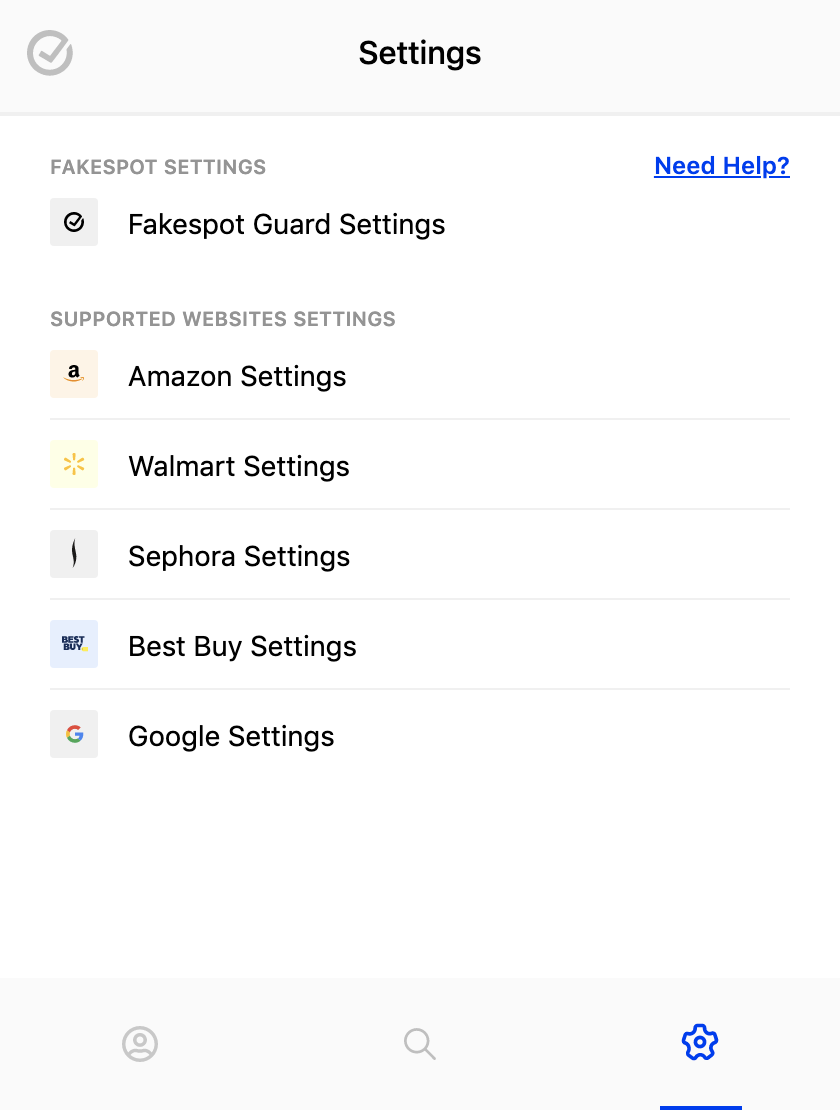 Settings
FAKESPOT SETTINGS
Need Help?
Fakespot Guard Settings
SUPPORTED WEBSITES SETTINGS
a
Amazon Settings
Walmart Settings
Sephora Settings
BEST
BUY
Best Buy Settings
G
Google Settings